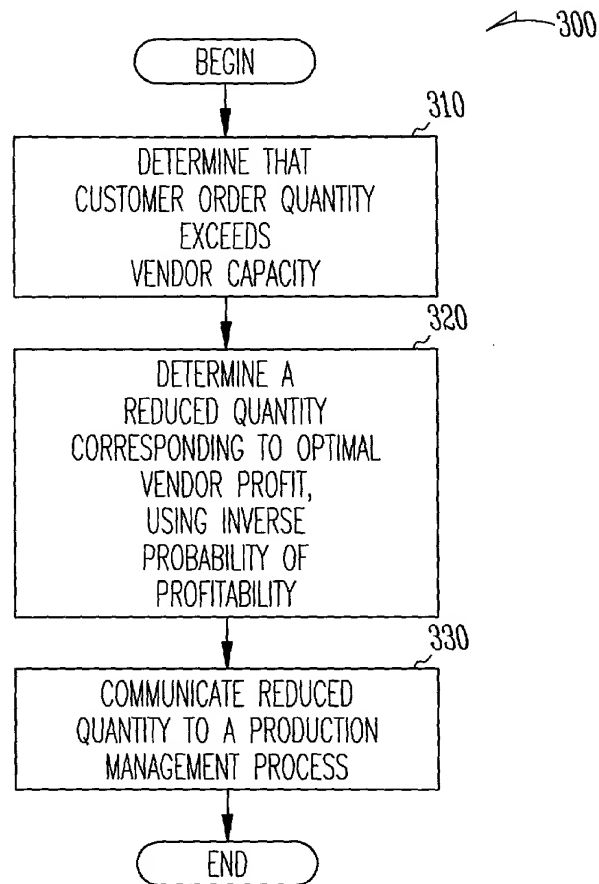 300
BEGIN
310
DETERMINE THAT
CUSTOMER ORDER QUANTITY
EXCEEDS
VENDOR CAPACITY
320
DETERMINE A
REDUCED QUANTITY
CORRESPONDING TO OPTIMAL
VENDOR PROFIT,
USING INVERSE
PROBABILITY OF
PROFITABILITY
330
COMMUNICATE REDUCED
QUANTITY TO A PRODUCTION
MANAGEMENT PROCESS
END